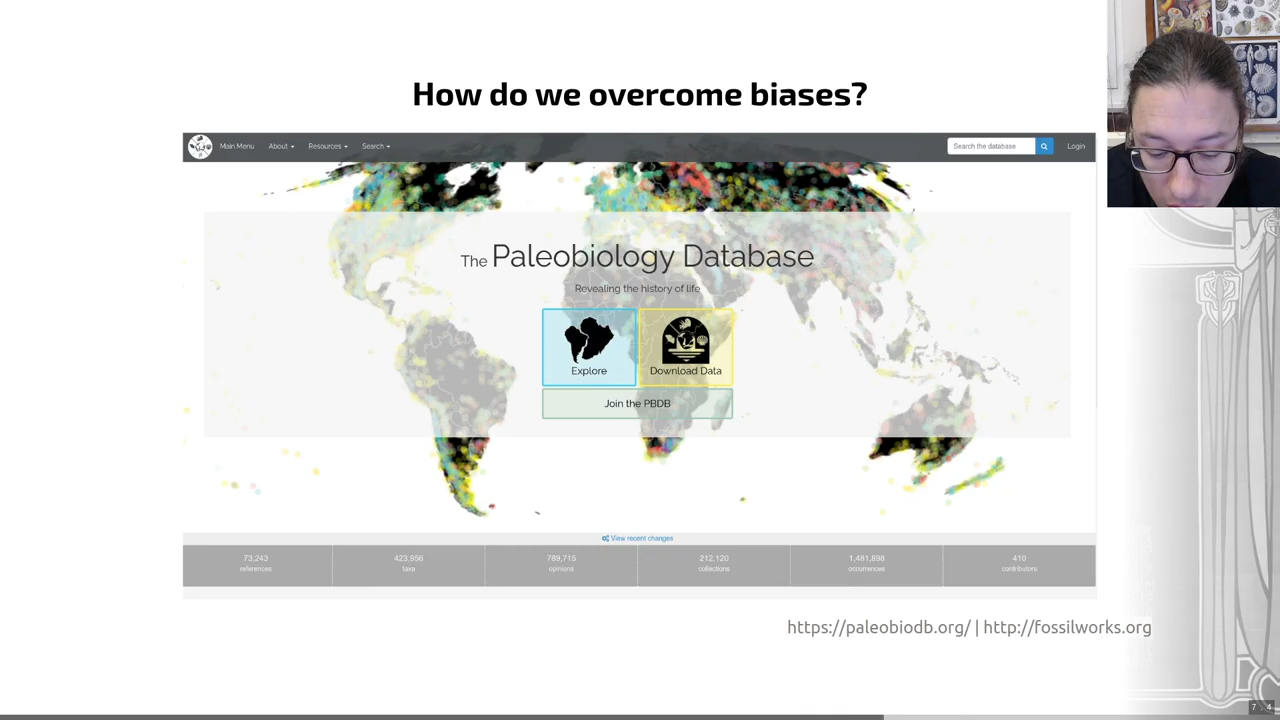 How do we overcome biases?
Main Menu About Resources Search Search the database Login
The Paleobiology Database
Revealing the history of life
Explore Download Data
Join the PBDB
View recent changes
73,243 423,956 789,715 212,120 1,481,898 410
references taxa opinions collections occurrences contributors
https://paleobiodb.org/ | http://fossilworks.org
7 . 4